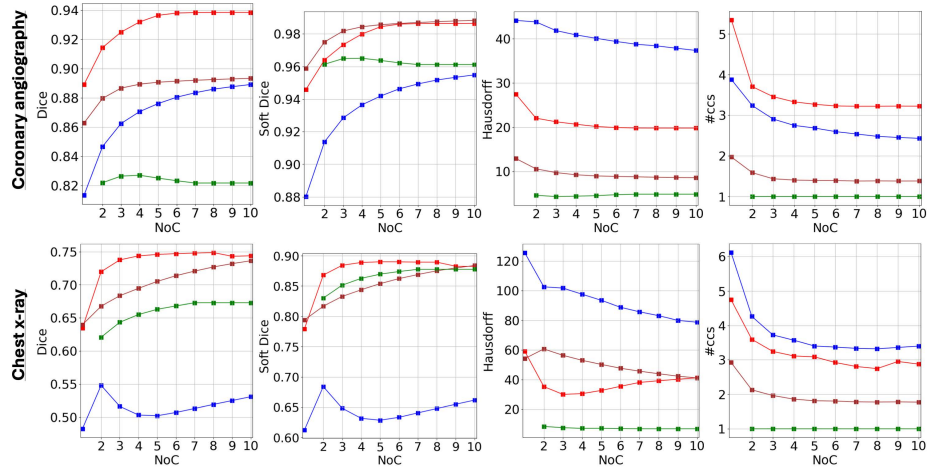 Coronary angiography
Dice
0.94
0.92
0.90
0.88
0.86
0.84
0.82
2 3 4 5 6 7 8 9 10
NoC
Soft Dice
0.98
0.96
0.94
0.92
0.90
0.88
2 3 4 5 6 7 8 9 10
NoC
Hausdorff
40
30
20
10
2 3 4 5 6 7 8 9 10
NoC
#ccs
5
4
3
2
1
2 3 4 5 6 7 8 9 10
NoC
Chest x-ray
Dice
0.75
0.70
0.65
0.60
0.55
0.50
2 3 4 5 6 7 8 9 10
NoC
Soft Dice
0.90
0.85
0.80
0.75
0.70
0.65
0.60
2 3 4 5 6 7 8 9 10
NoC
Hausdorff
120
100
80
60
40
20
2 3 4 5 6 7 8 9 10
NoC
#ccs
6
5
4
3
2
1
2 3 4 5 6 7 8 9 10
NoC